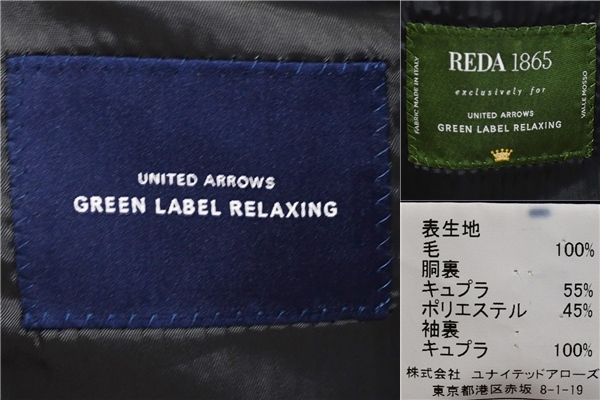 UNITED ARROWS
GREEN LABEL RELAXING
REDA 1865
exclusively for
UNITED ARROWS
GREEN LABEL RELAXING
FABRIC MADE IN ITALY
VALLE MOSSO
表生地
毛 100%
胴裏
キュプラ 55%
ポリエステル 45%
袖裏
キュプラ 100%
株式会社 ユナイテッドアローズ
東京都港区赤坂 8-1-19